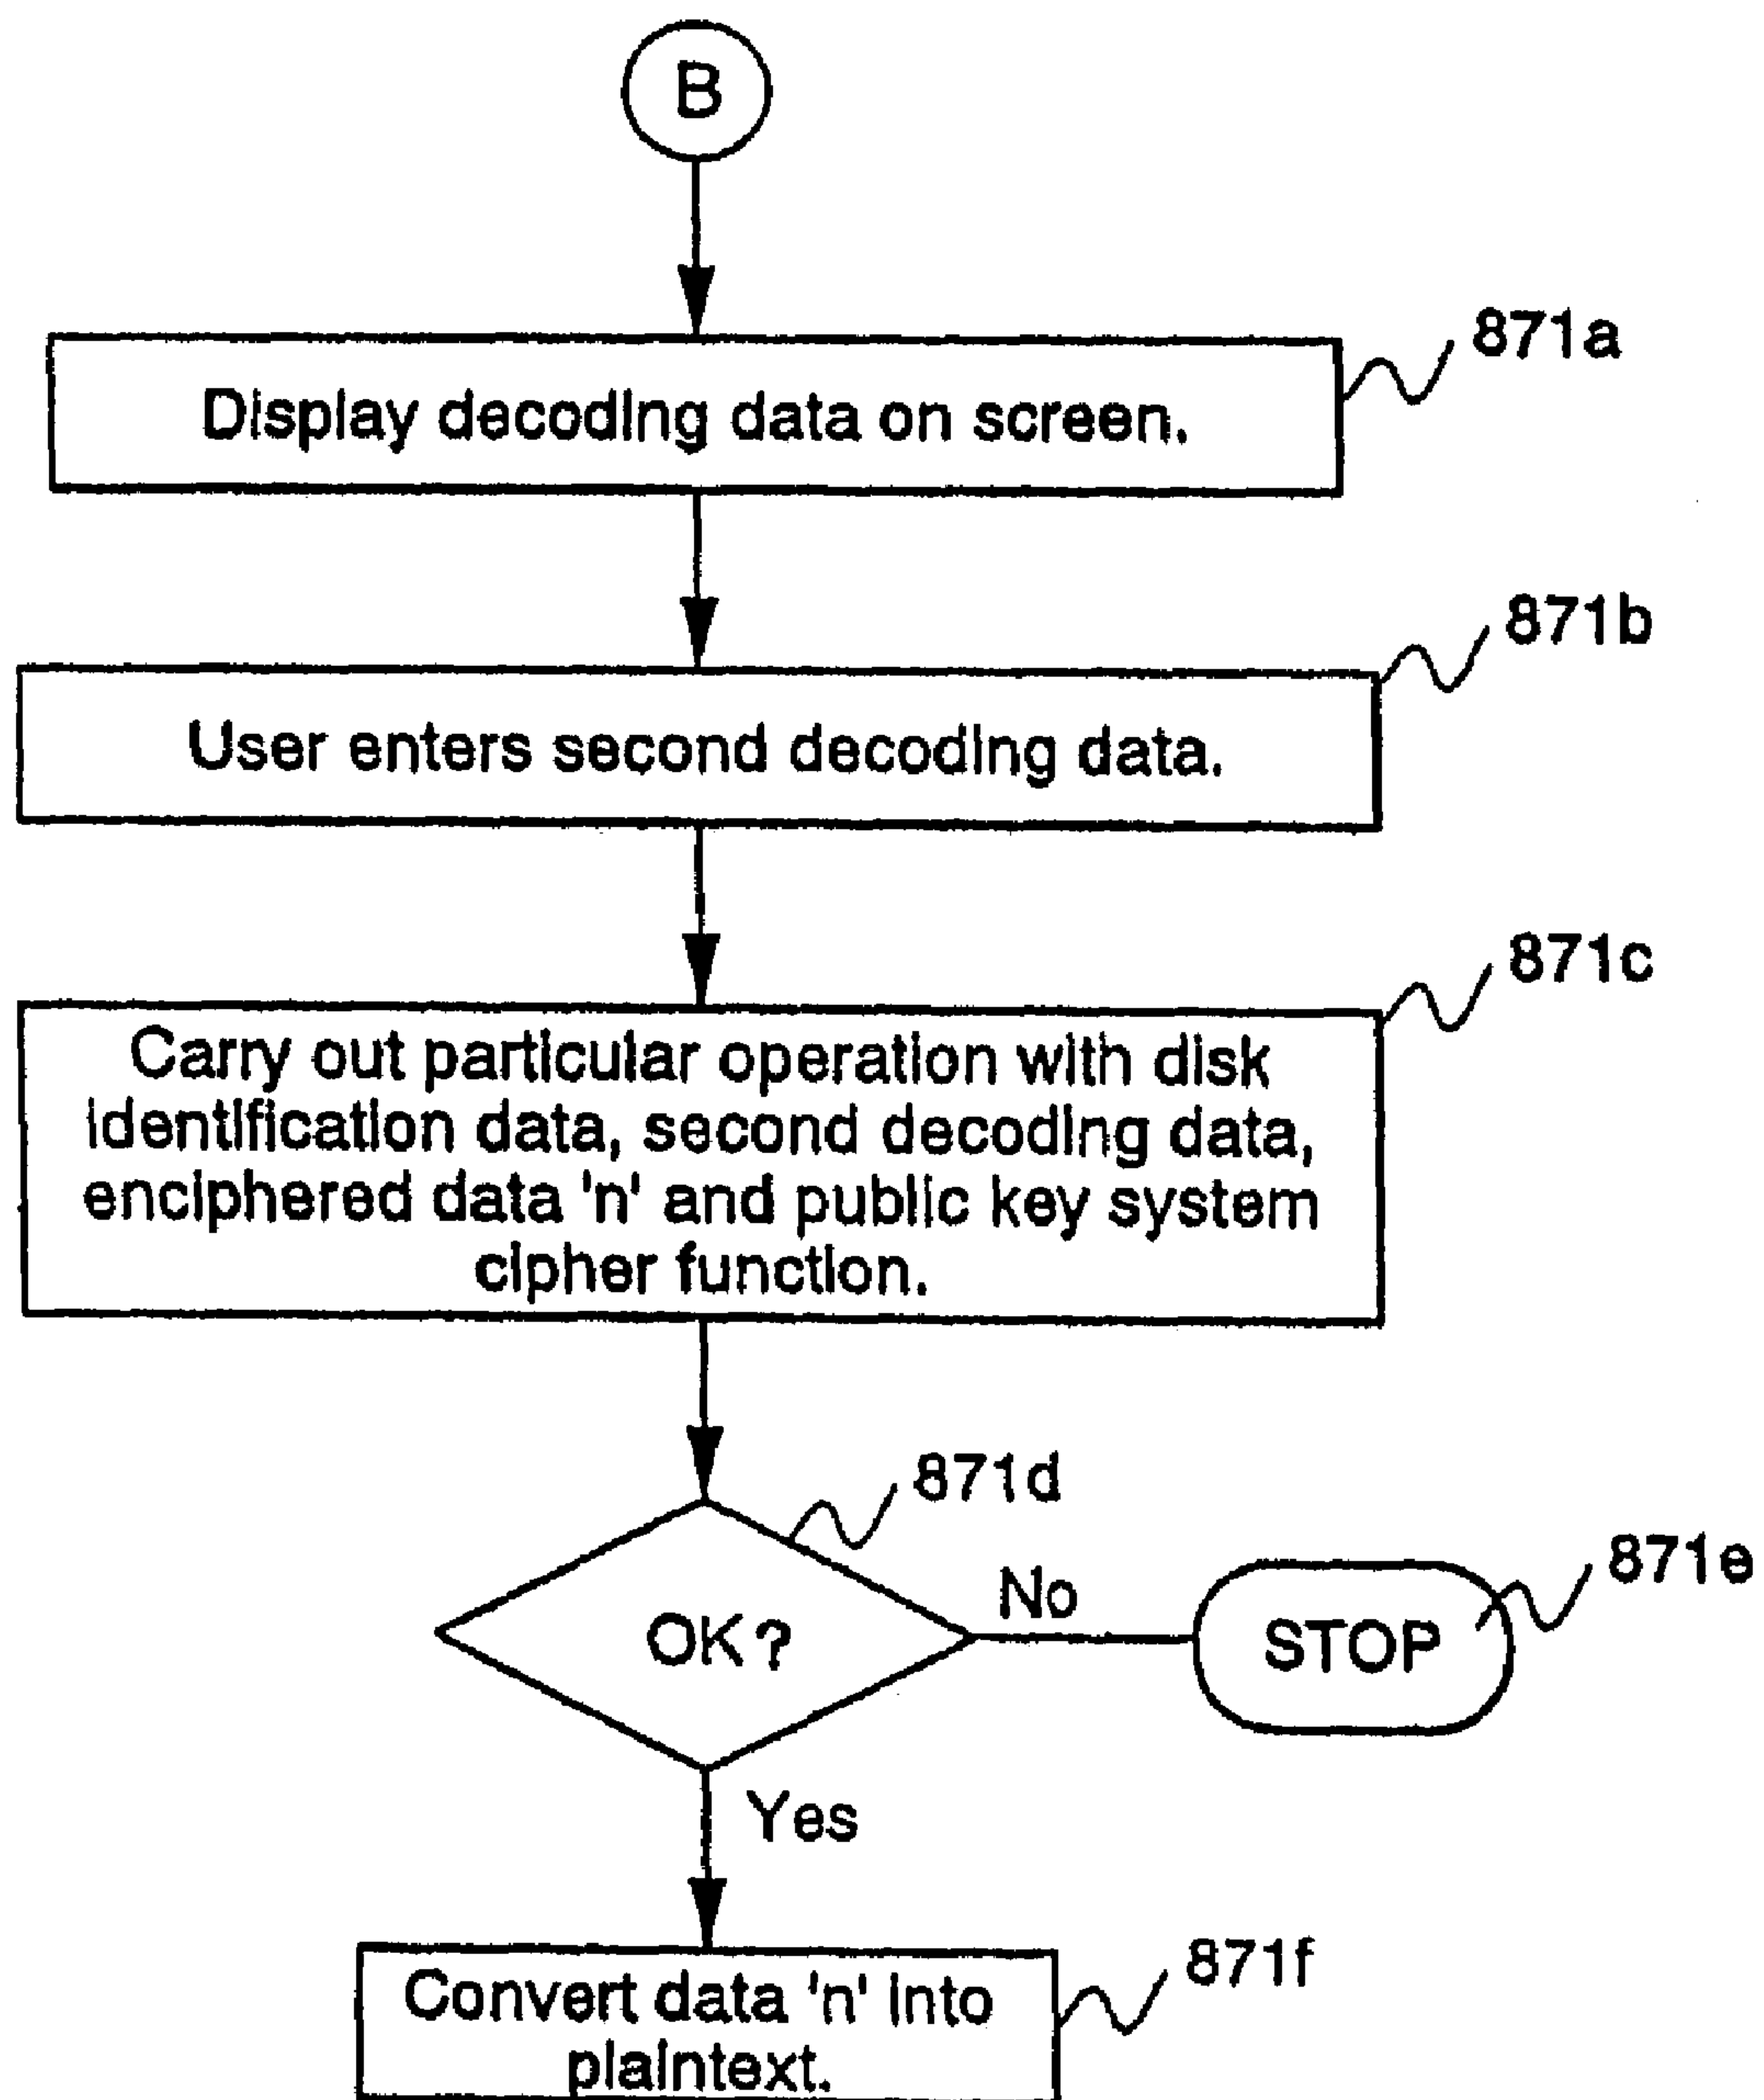 B
871a
Display decoding data on screen.
871b
User enters second decoding data.
871c
Carry out particular operation with disk
identification data, second decoding data,
enciphered data 'n' and public key system
cipher function.
871d
OK?
No
STOP
871e
Yes
871f
Convert data 'n' into
plaintext.